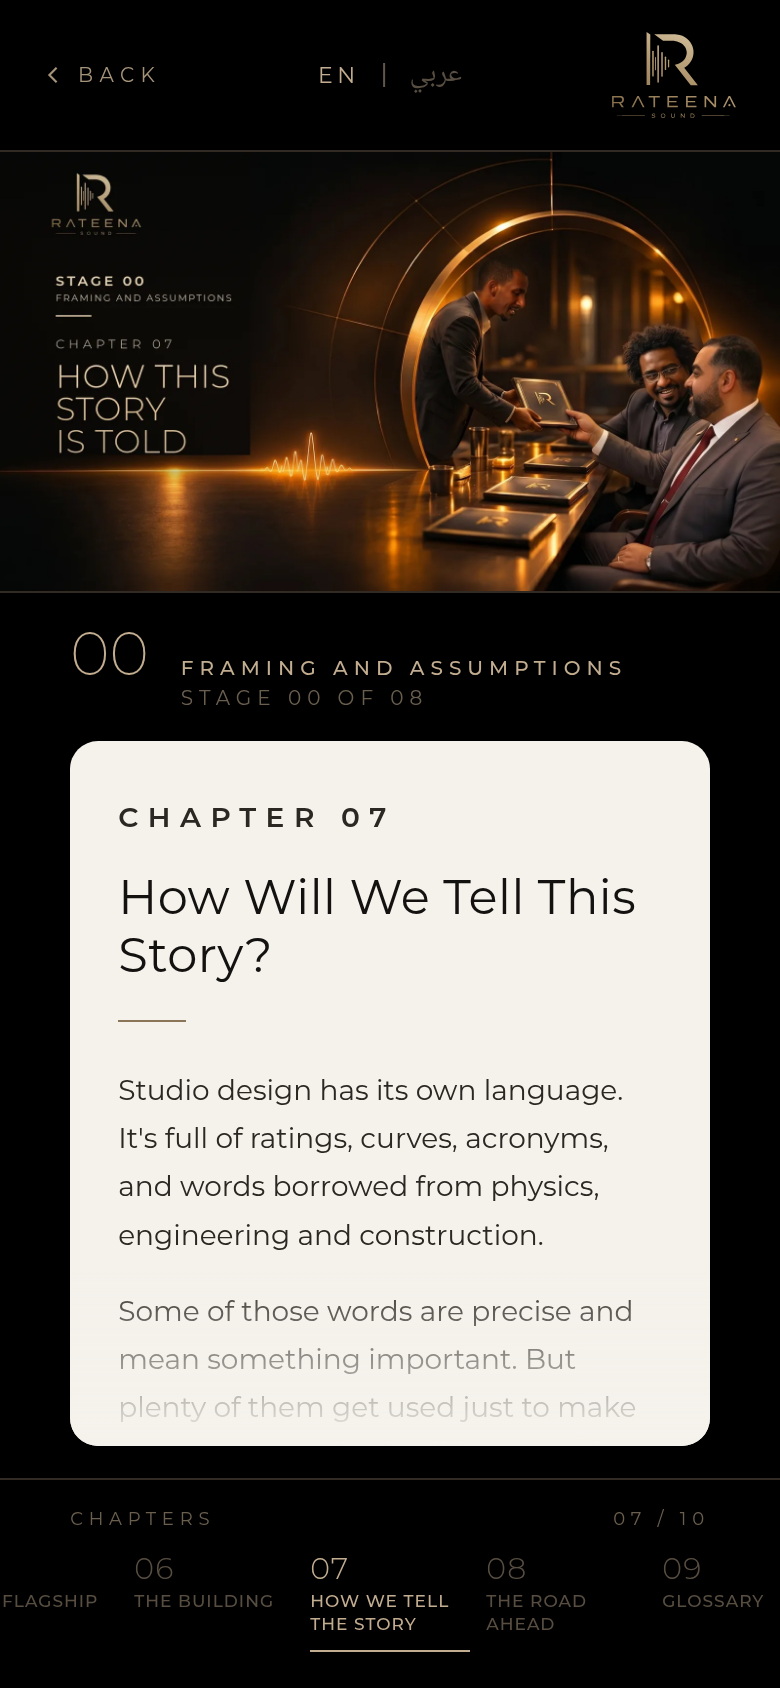 BACK
EN | عربي
RATEENA
SOUND
RATEENA
SOUND
STAGE 00
FRAMING AND ASSUMPTIONS
CHAPTER 07
HOW THIS
STORY
IS TOLD
00
FRAMING AND ASSUMPTIONS
STAGE 00 OF 08
CHAPTER 07
How Will We Tell This
Story?
Studio design has its own language.
It's full of ratings, curves, acronyms,
and words borrowed from physics,
engineering and construction.
Some of those words are precise and
mean something important. But
plenty of them get used just to make
CHAPTERS
07 / 10
FLAGSHIP
06
THE BUILDING
07
HOW WE TELL
THE STORY
08
THE ROAD
AHEAD
09
GLOSSARY